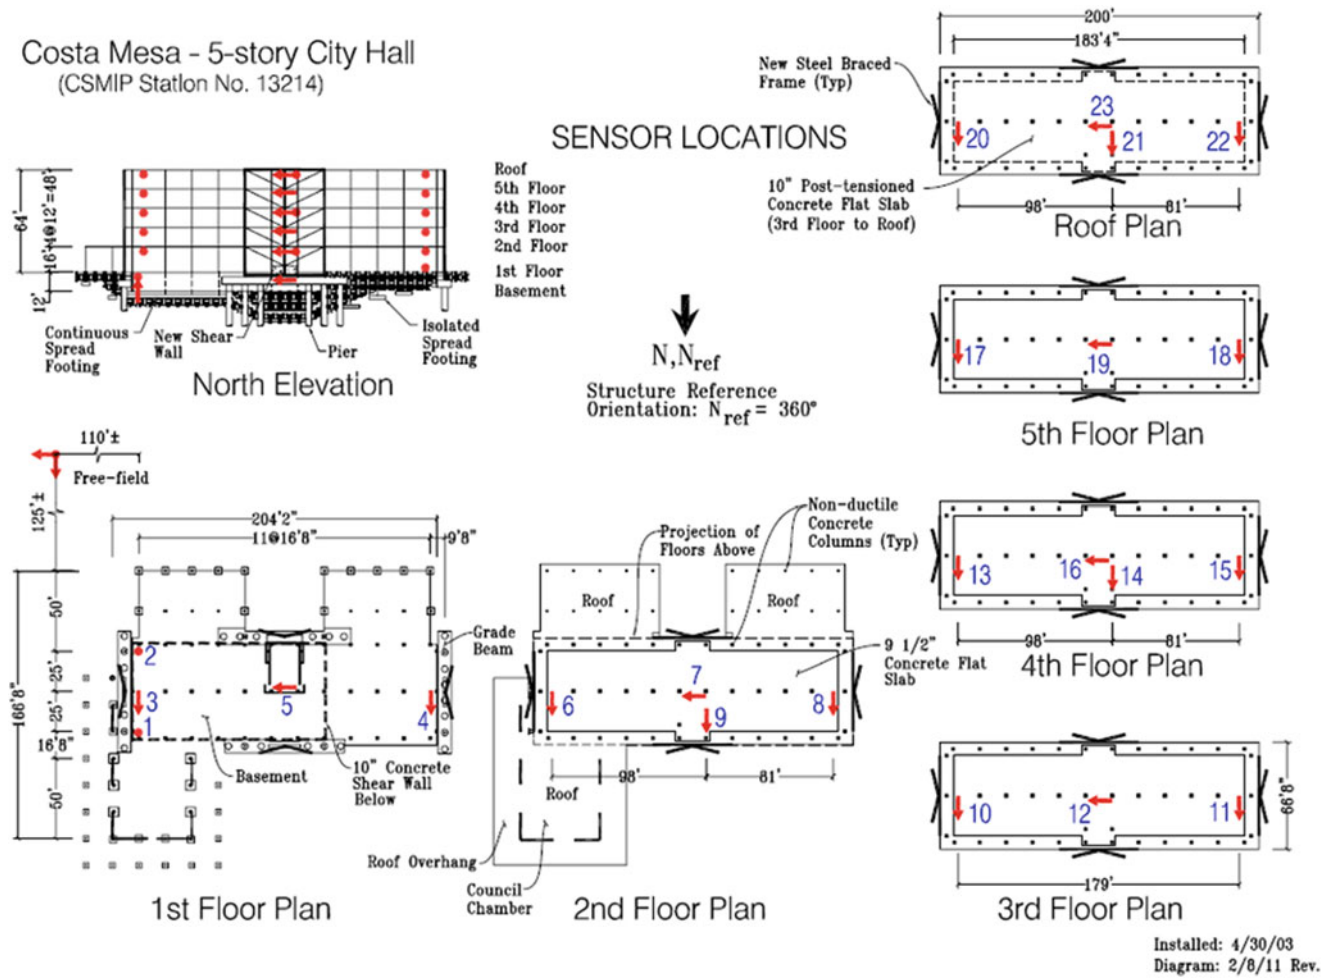 Costa Mesa - 5-story City Hall
(CSMIP Station No. 13214)
SENSOR LOCATIONS
Roof
5th Floor
4th Floor
3rd Floor
2nd Floor
1st Floor
Basement
64'
16' 4@12'=48'
12'
Continuous
Spread
Footing
New Shear
Wall
Pier
Isolated
Spread
Footing
North Elevation
N,Nref
Structure Reference
Orientation: Nref = 360°
200'
183'4"
New Steel Braced
Frame (Typ)
23
20
21
22
10" Post-tensioned
Concrete Flat Slab
(3rd Floor to Roof)
98'
81'
Roof Plan
17
19
18
5th Floor Plan
13
16
14
15
98'
81'
4th Floor Plan
10
12
11
66'8"
179'
3rd Floor Plan
110'±
Free-field
125'±
204'2"
11@16'8"
9'8"
166'8"
50'
25'
25'
16'8"
50'
2
3
1
5
4
Grade
Beam
Basement
10" Concrete
Shear Wall
Below
1st Floor Plan
Projection of
Floors Above
Non-ductile
Concrete
Columns (Typ)
Roof
Roof
9 1/2"
Concrete Flat
Slab
7
6
9
8
98'
81'
Roof
Roof Overhang
Council
Chamber
2nd Floor Plan
Installed: 4/30/03
Diagram: 2/8/11 Rev.